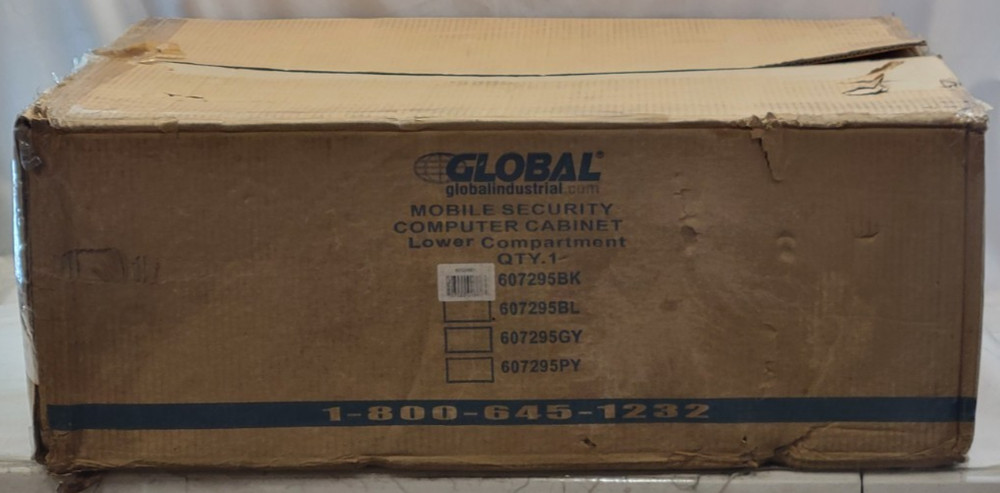 GLOBAL®
globalindustrial.com
MOBILE SECURITY
COMPUTER CABINET
Lower Compartment
QTY.1
607295BK
607295BL
607295GY
607295PY
1-800-645-1232